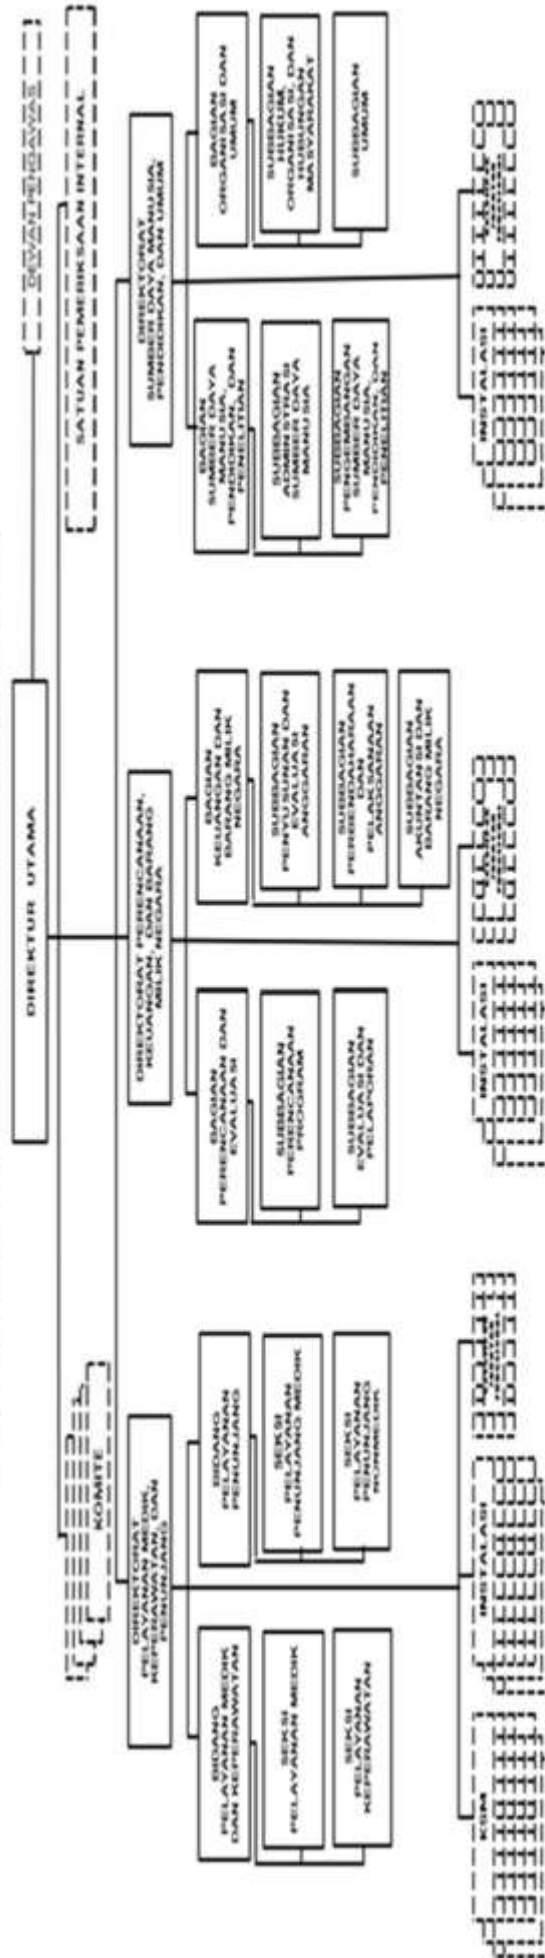 DIREKTUR UTAMA
DEWAN PENGAWAS
KOMITE
SATUAN PEMERIKSAAN INTERNAL
DIREKTORAT
PELAYANAN MEDIK,
KEPERAWATAN, DAN
PENUNJANG
DIREKTORAT PERENCANAAN,
KEUANGAN, DAN BARANG
MILIK NEGARA
DIREKTORAT
SUMBER DAYA MANUSIA,
PENDIDIKAN, DAN UMUM
BIDANG
PELAYANAN MEDIK
DAN KEPERAWATAN
SEKSI
PELAYANAN MEDIK
SEKSI
PELAYANAN
KEPERAWATAN
BIDANG
PELAYANAN
PENUNJANG
SEKSI
PELAYANAN
PENUNJANG MEDIK
SEKSI
PELAYANAN
PENUNJANG
NONMEDIK
BAGIAN
PERENCANAAN DAN
EVALUASI
SUBBAGIAN
PERENCANAAN
PROGRAM
SUBBAGIAN
EVALUASI DAN
PELAPORAN
BAGIAN
KEUANGAN DAN
BARANG MILIK
NEGARA
SUBBAGIAN
PENYUSUNAN DAN
EVALUASI
ANGGARAN
SUBBAGIAN
PERBENDAHARAAN
DAN
PELAKSANAAN
ANGGARAN
SUBBAGIAN
AKUNTANSI DAN
BARANG MILIK
NEGARA
BAGIAN
SUMBER DAYA
MANUSIA,
PENDIDIKAN, DAN
PENELITIAN
SUBBAGIAN
ADMINISTRASI
SUMBER DAYA
MANUSIA
SUBBAGIAN
PENGEMBANGAN
SUMBER DAYA
MANUSIA,
PENDIDIKAN, DAN
PENELITIAN
BAGIAN
ORGANISASI DAN
UMUM
SUBBAGIAN
HUKUM,
ORGANISASI, DAN
HUBUNGAN
MASYARAKAT
SUBBAGIAN
UMUM
KSM
INSTALASI
INSTALASI
INSTALASI